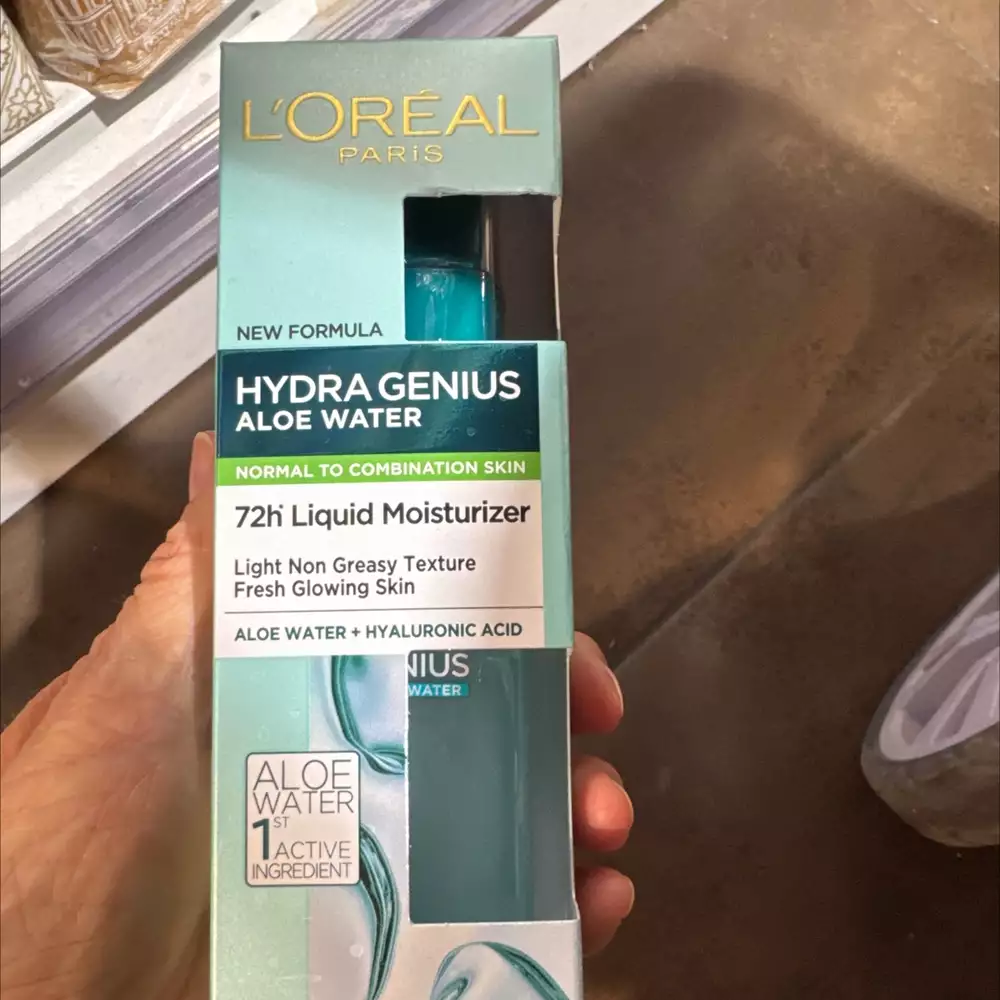 L'ORÉAL
PARiS
NEW FORMULA
HYDRA GENIUS
ALOE WATER
NORMAL TO COMBINATION SKIN
72h* Liquid Moisturizer
Light Non Greasy Texture
Fresh Glowing Skin
ALOE WATER + HYALURONIC ACID
NIUS
WATER
ALOE
WATER
1ST ACTIVE
INGREDIENT